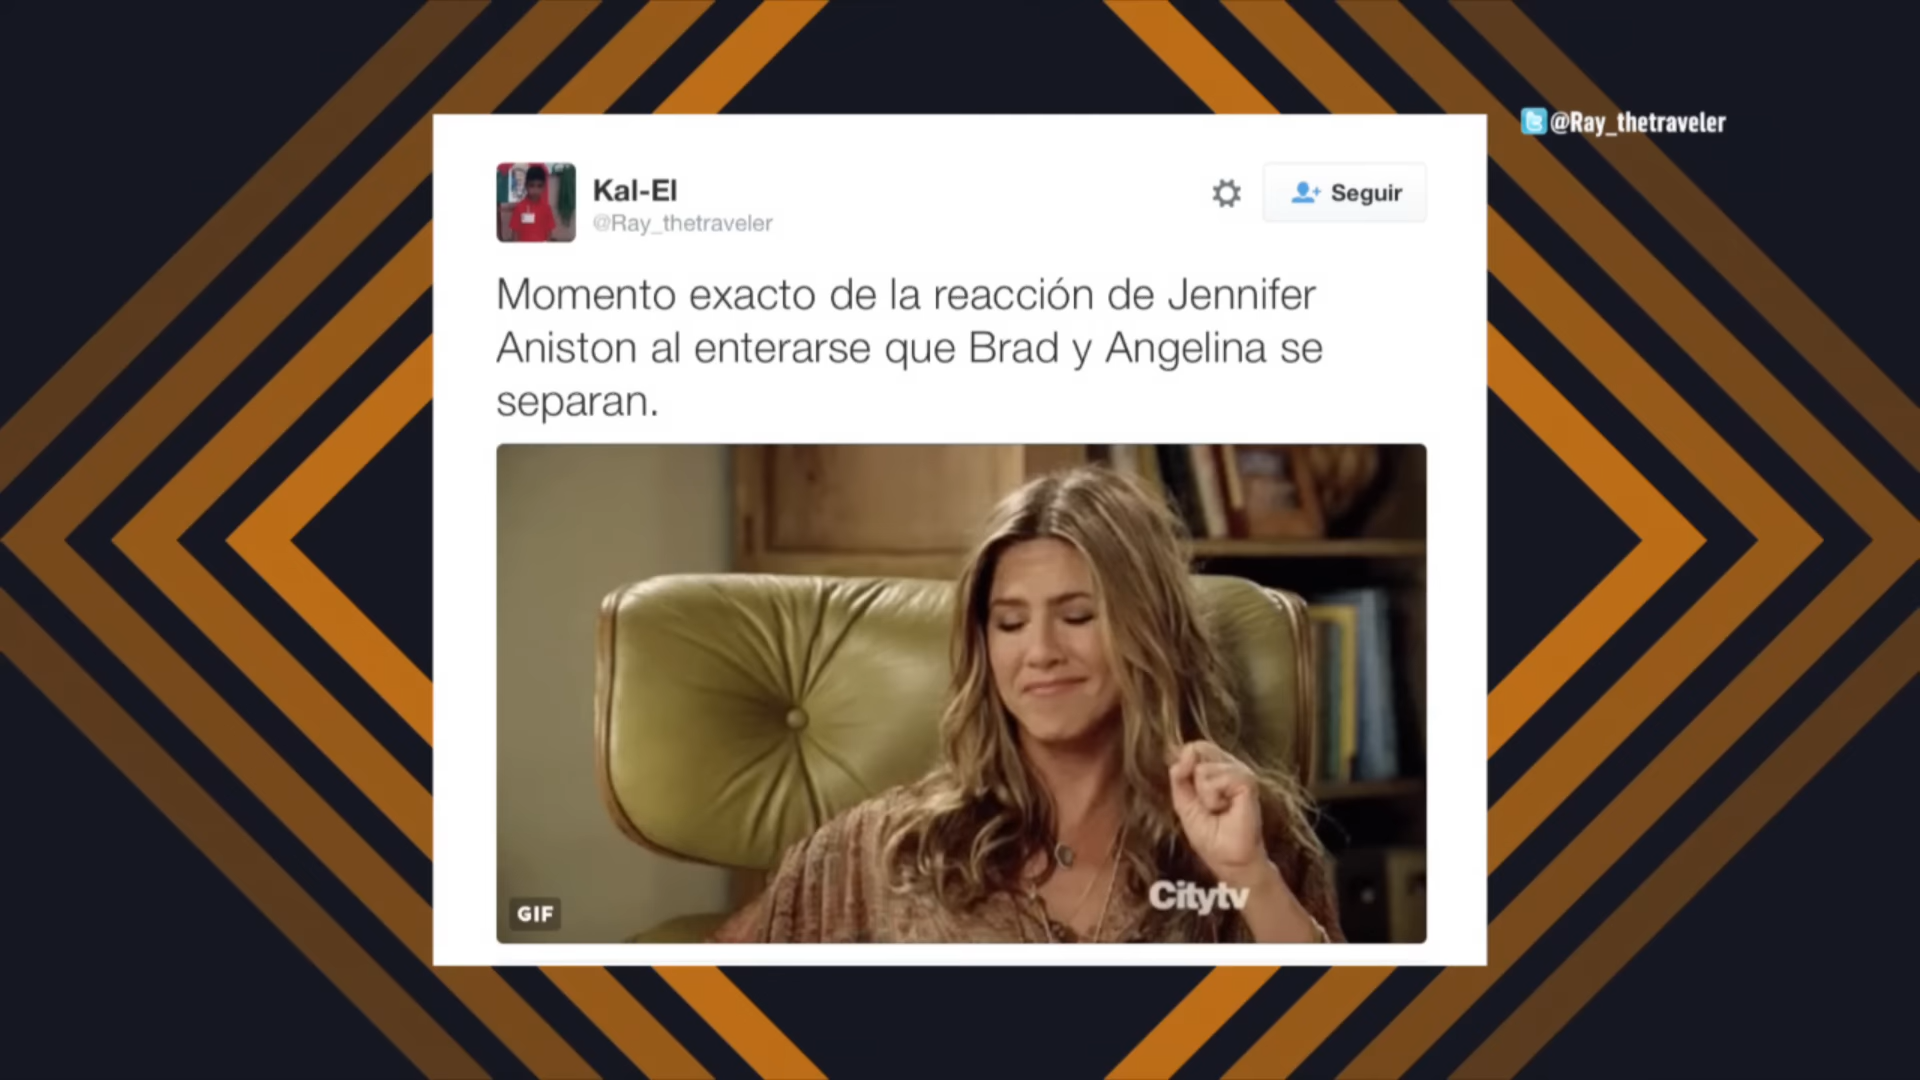 @Ray_thetraveler
Kal-El
@Ray_thetraveler
Seguir
Momento exacto de la reacción de Jennifer
Aniston al enterarse que Brad y Angelina se
separan.
Citytv
GIF